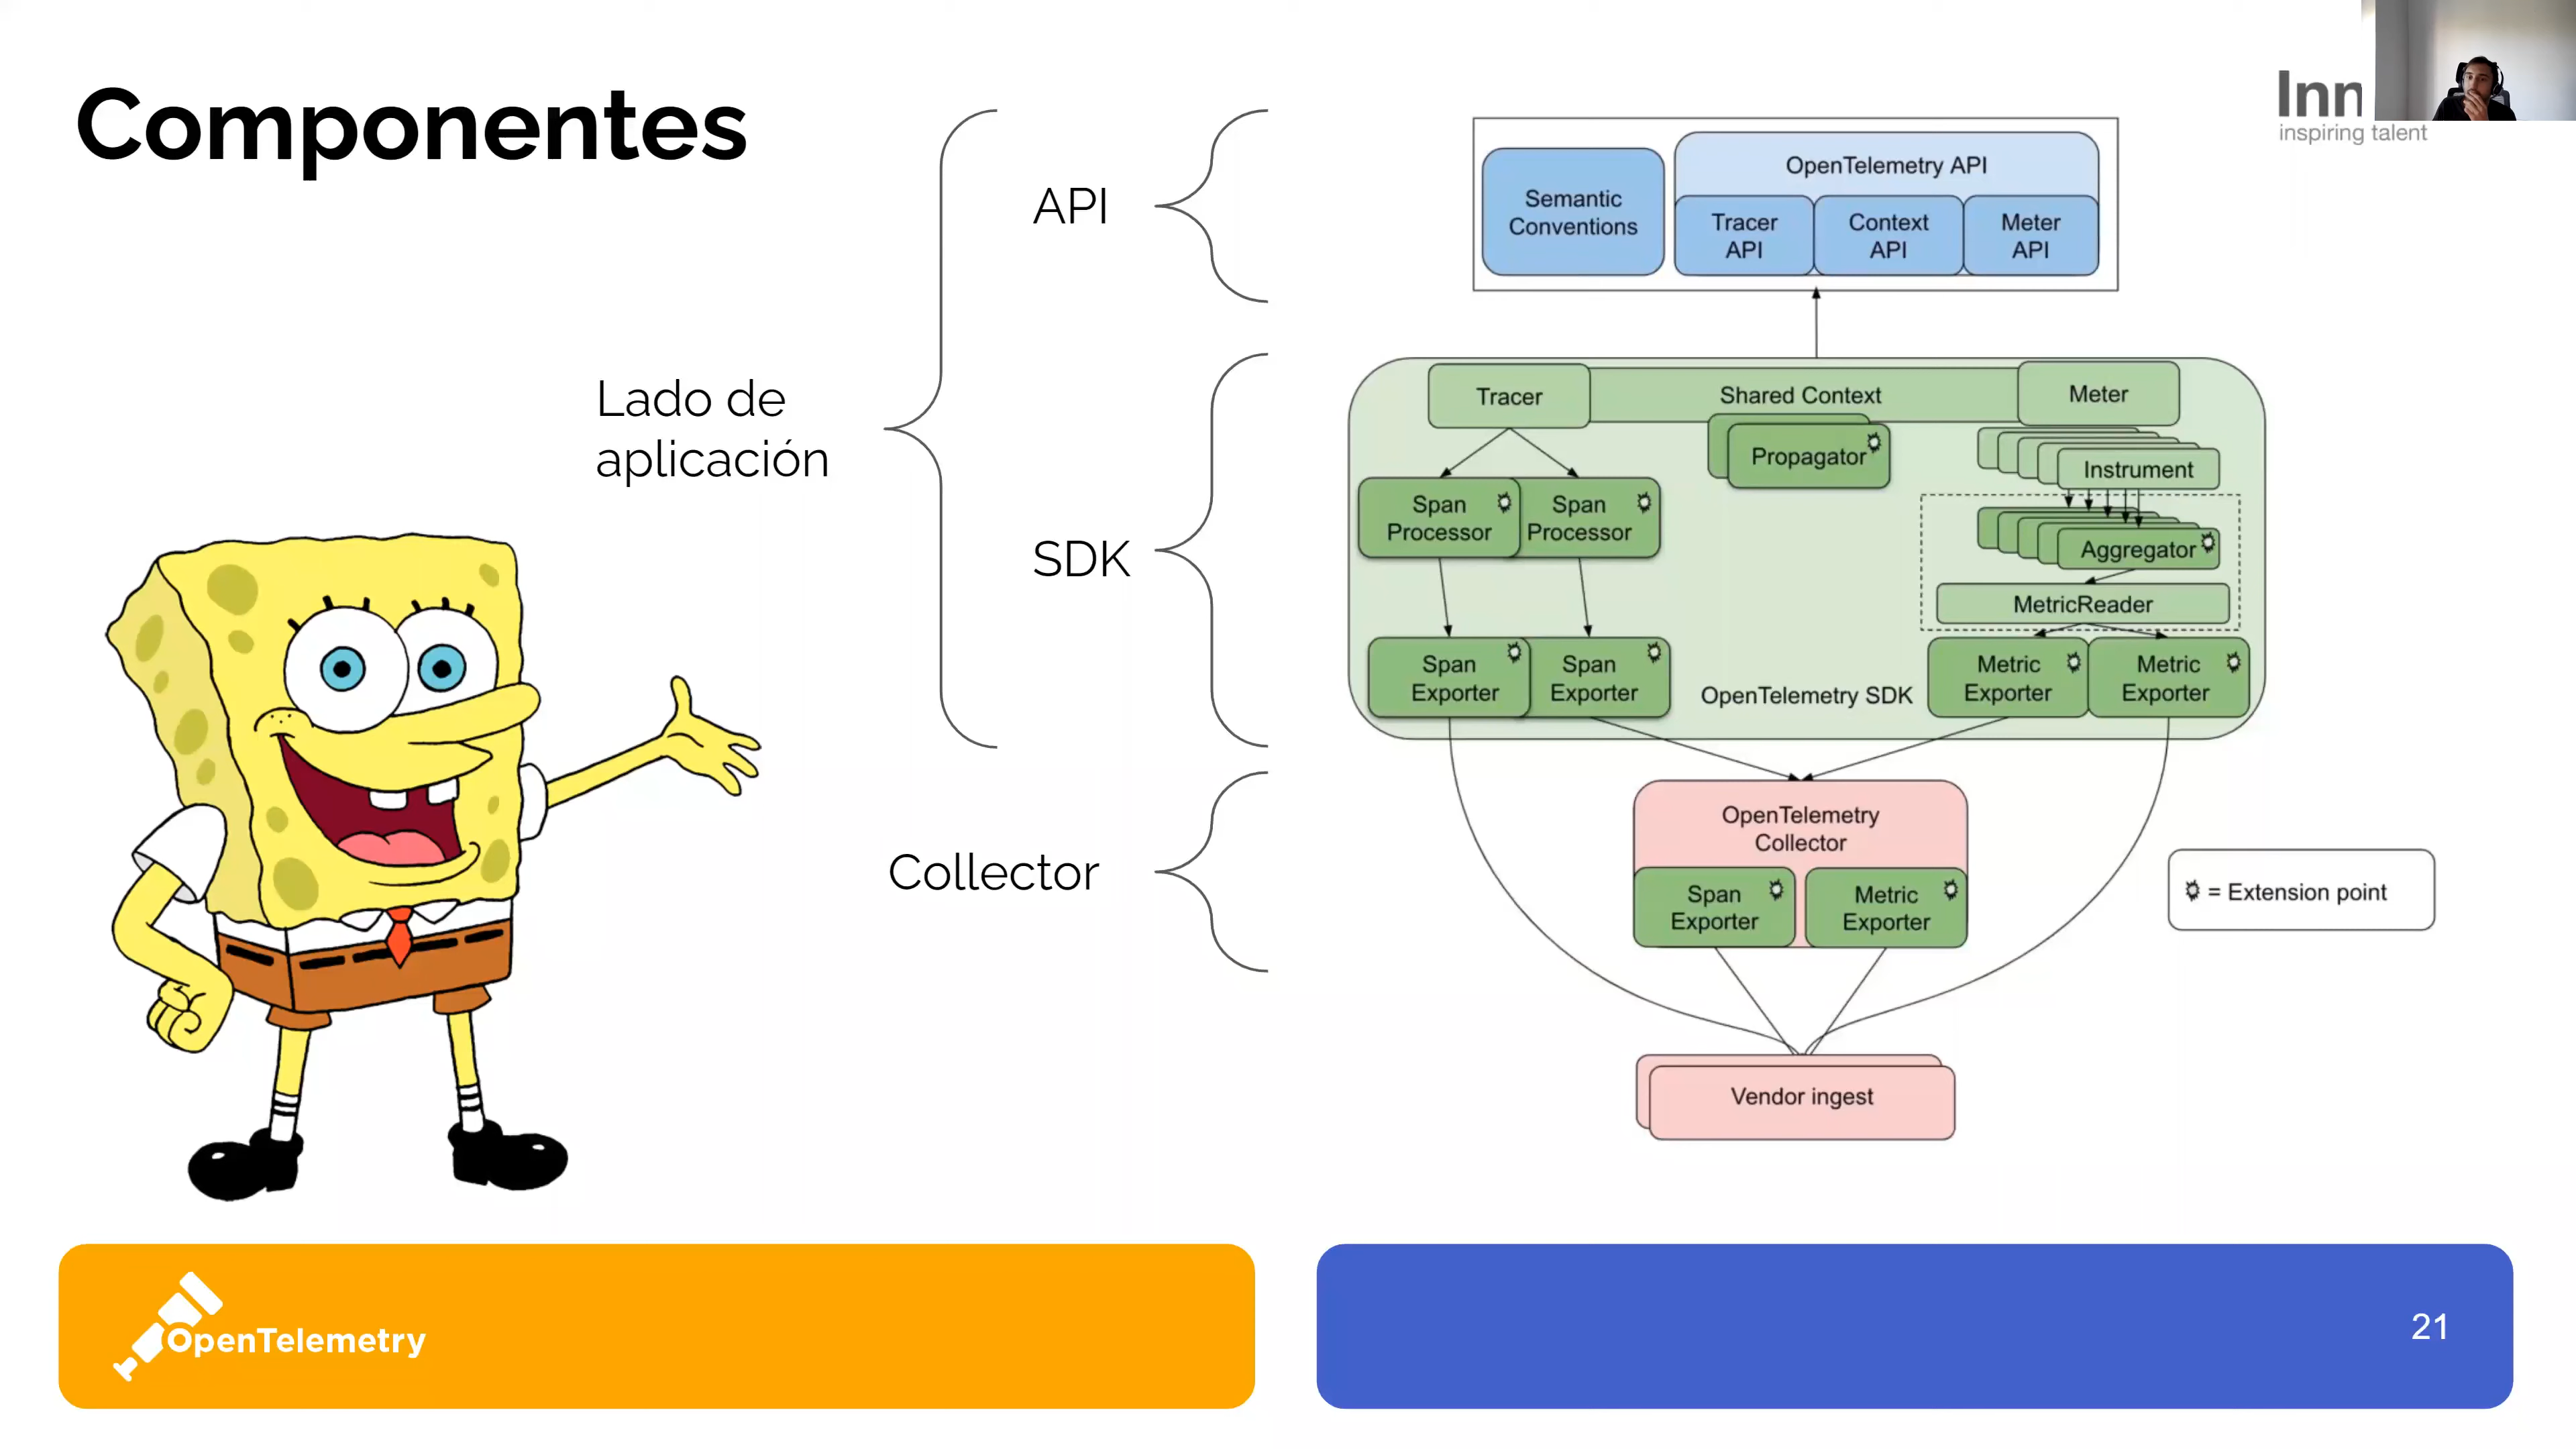 Componentes
Inn
inspiring talent
Lado de
aplicación
API
SDK
Collector
Semantic
Conventions
OpenTelemetry API
Tracer
API
Context
API
Meter
API
Tracer
Shared Context
Meter
Propagator
Instrument
Span
Processor
Span
Processor
Aggregator
MetricReader
Span
Exporter
Span
Exporter
OpenTelemetry SDK
Metric
Exporter
Metric
Exporter
OpenTelemetry
Collector
Span
Exporter
Metric
Exporter
= Extension point
Vendor ingest
OpenTelemetry
21